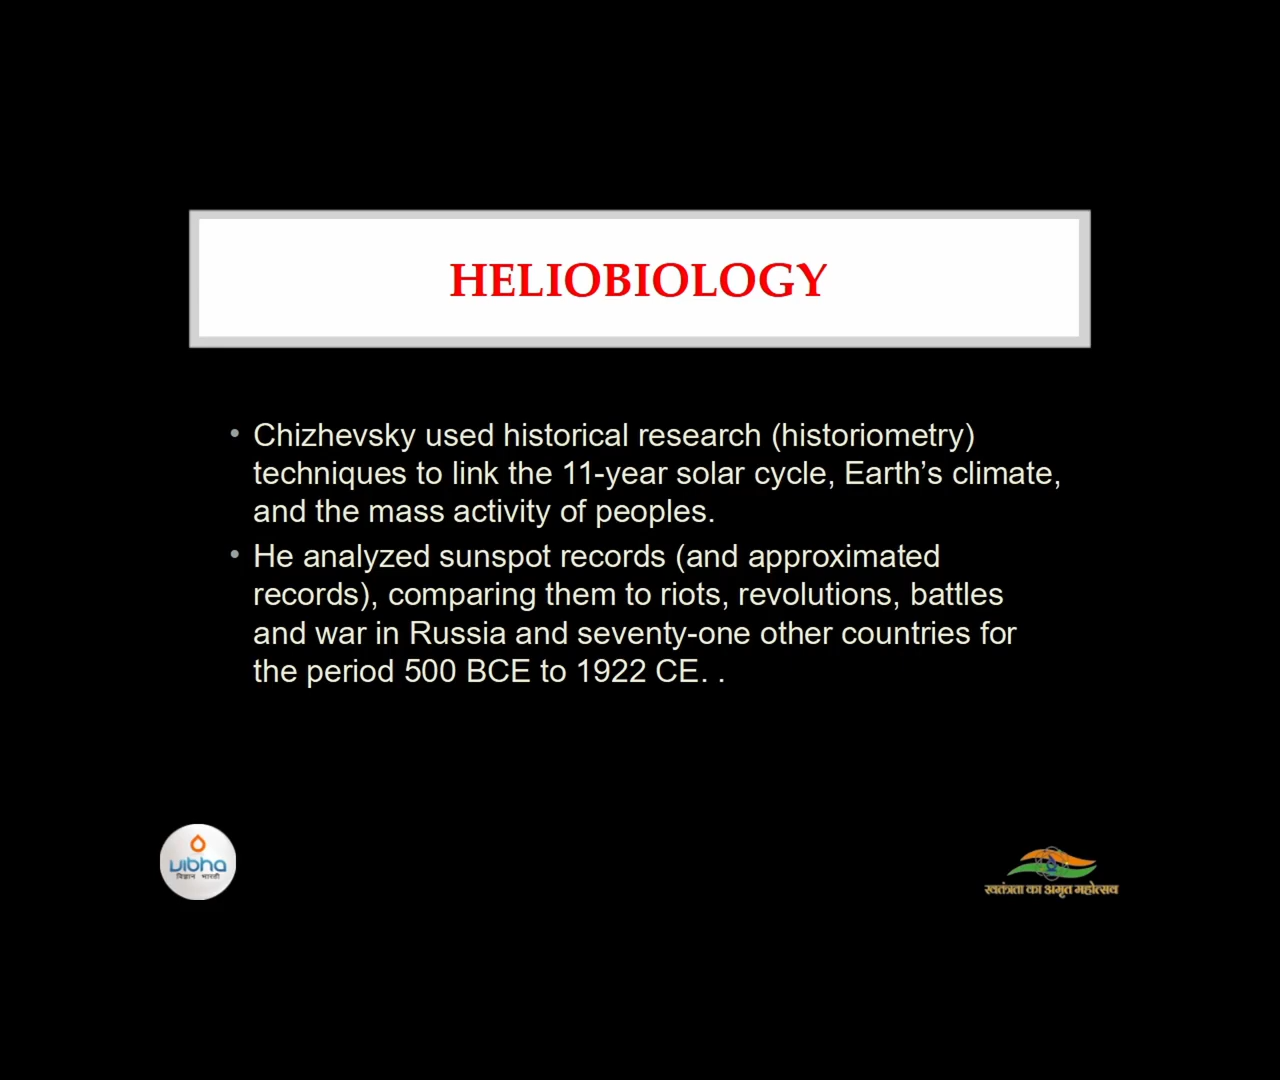 HELIOBIOLOGY
• Chizhevsky used historical research (historiometry)
techniques to link the 11-year solar cycle, Earth’s climate,
and the mass activity of peoples.
• He analyzed sunspot records (and approximated
records), comparing them to riots, revolutions, battles
and war in Russia and seventy-one other countries for
the period 500 BCE to 1922 CE. .
vibha
विज्ञान भारती
स्वतंत्रता का अमृत महोत्सव